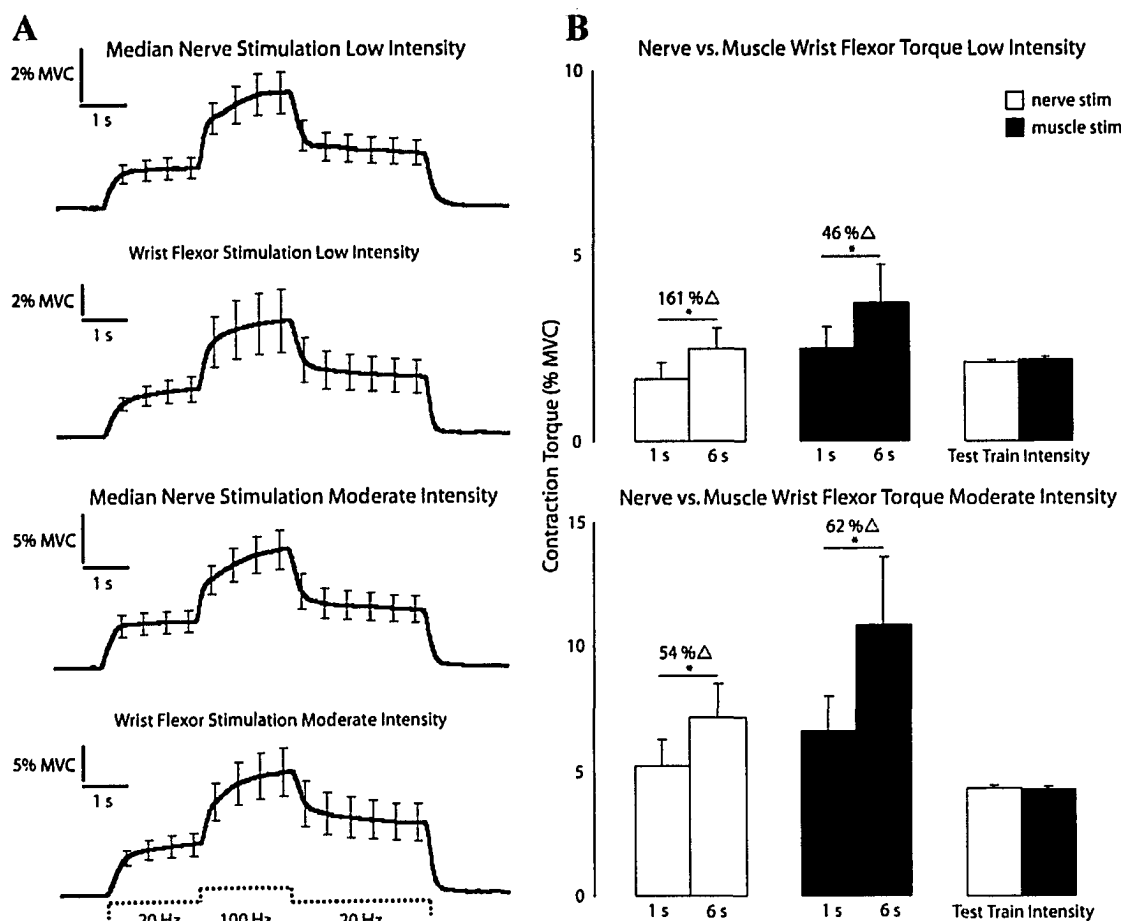 A
Median Nerve Stimulation Low Intensity
2% MVC
1 s
Wrist Flexor Stimulation Low Intensity
2% MVC
1 s
Median Nerve Stimulation Moderate Intensity
5% MVC
1 s
Wrist Flexor Stimulation Moderate Intensity
5% MVC
1 s
20 Hz
100 Hz
20 Hz
B
Nerve vs. Muscle Wrist Flexor Torque Low Intensity
10
nerve stim
muscle stim
46 %△
*
5
161 %△
*
0
1 s
6 s
1 s
6 s
Test Train Intensity
Contraction Torque (% MVC)
Nerve vs. Muscle Wrist Flexor Torque Moderate Intensity
15
62 %△
*
10
54 %△
*
5
0
1 s
6 s
1 s
6 s
Test Train Intensity